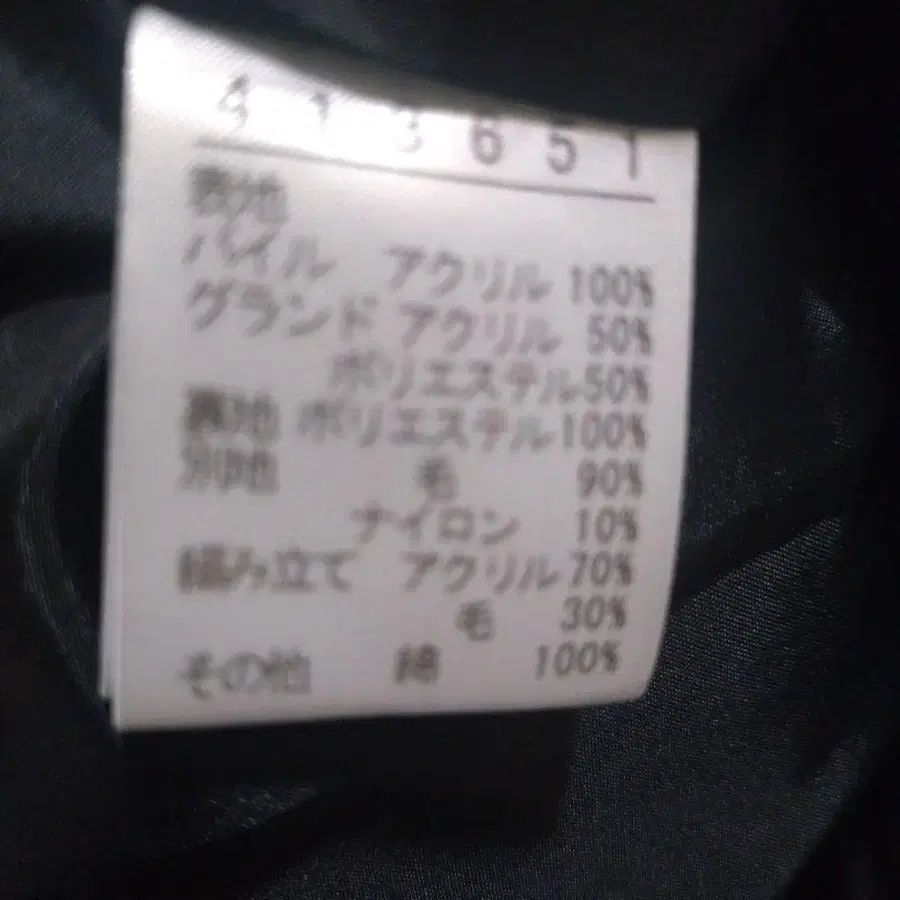 413651
表地
パイル アクリル 100%
グランド アクリル 50%
ポリエステル 50%
裏地 ポリエステル 100%
別地 毛 90%
ナイロン 10%
編み立て アクリル 70%
毛 30%
その他 綿 100%